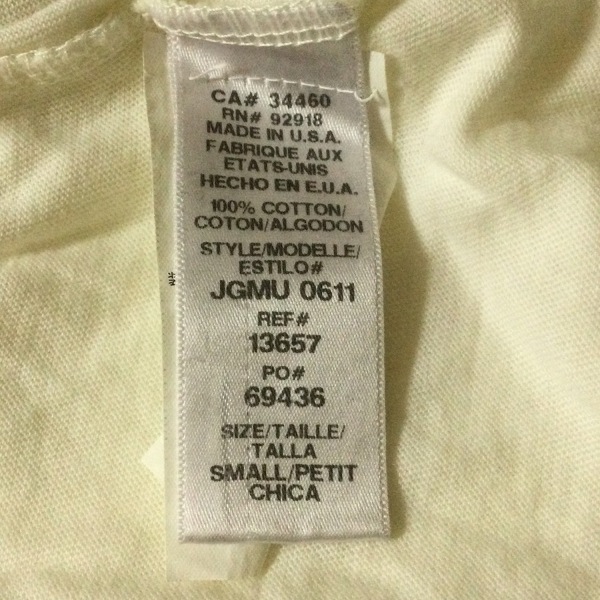 CA# 34460
RN# 92918
MADE IN U.S.A.
FABRIQUE AUX
ETATS-UNIS
HECHO EN E.U.A.
100% COTTON/
COTON/ALGODON
STYLE/MODELLE/
ESTILO#
JGMU 0611
REF#
13657
PO#
69436
SIZE/TAILLE/
TALLA
SMALL/PETIT
CHICA